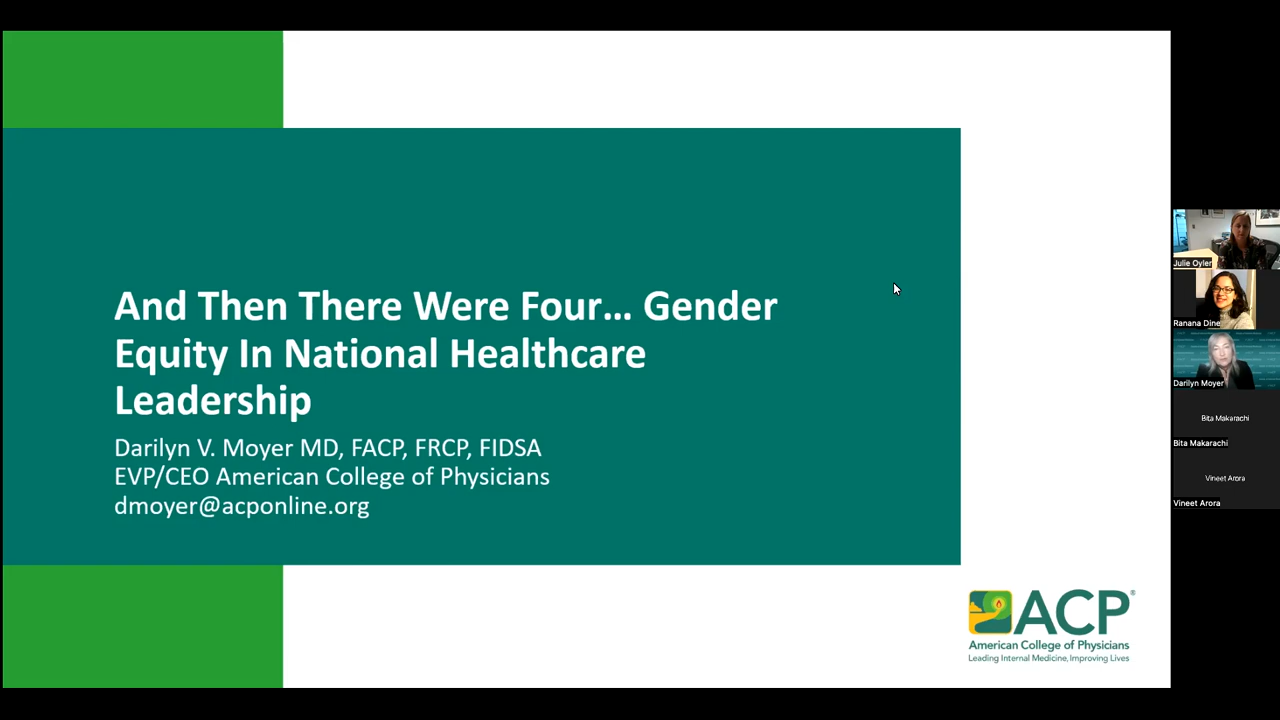 And Then There Were Four... Gender
Equity In National Healthcare
Leadership
Darilyn V. Moyer MD, FACP, FRCP, FIDSA
EVP/CEO American College of Physicians
dmoyer@acponline.org
ACP®
American College of Physicians
Leading Internal Medicine, Improving Lives
Julie Oyler
Ranana Dine
Darilyn Moyer
Bita Makarachi
Bita Makarachi
Vineet Arora
Vineet Arora